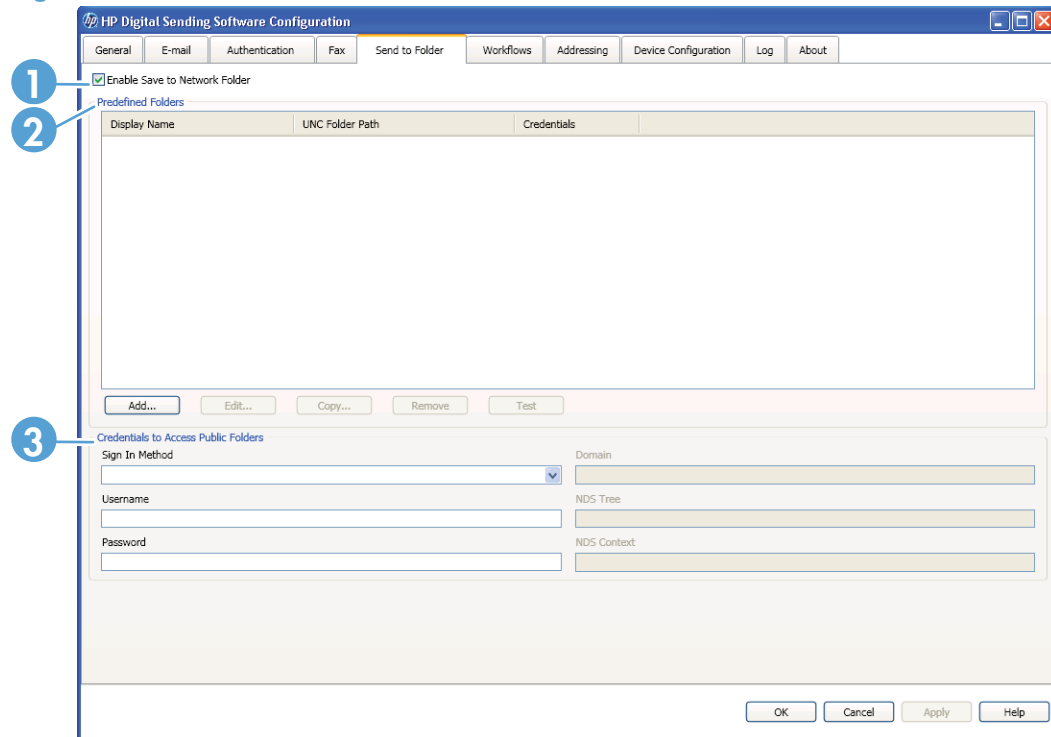 hp HP Digital Sending Software Configuration
General E-mail Authentication Fax Send to Folder Workflows Addressing Device Configuration Log About
1 Enable Save to Network Folder
2 Predefined Folders
Display Name UNC Folder Path Credentials
Add... Edit... Copy... Remove Test
3 Credentials to Access Public Folders
Sign In Method Domain
Username NDS Tree
Password NDS Context
OK Cancel Apply Help